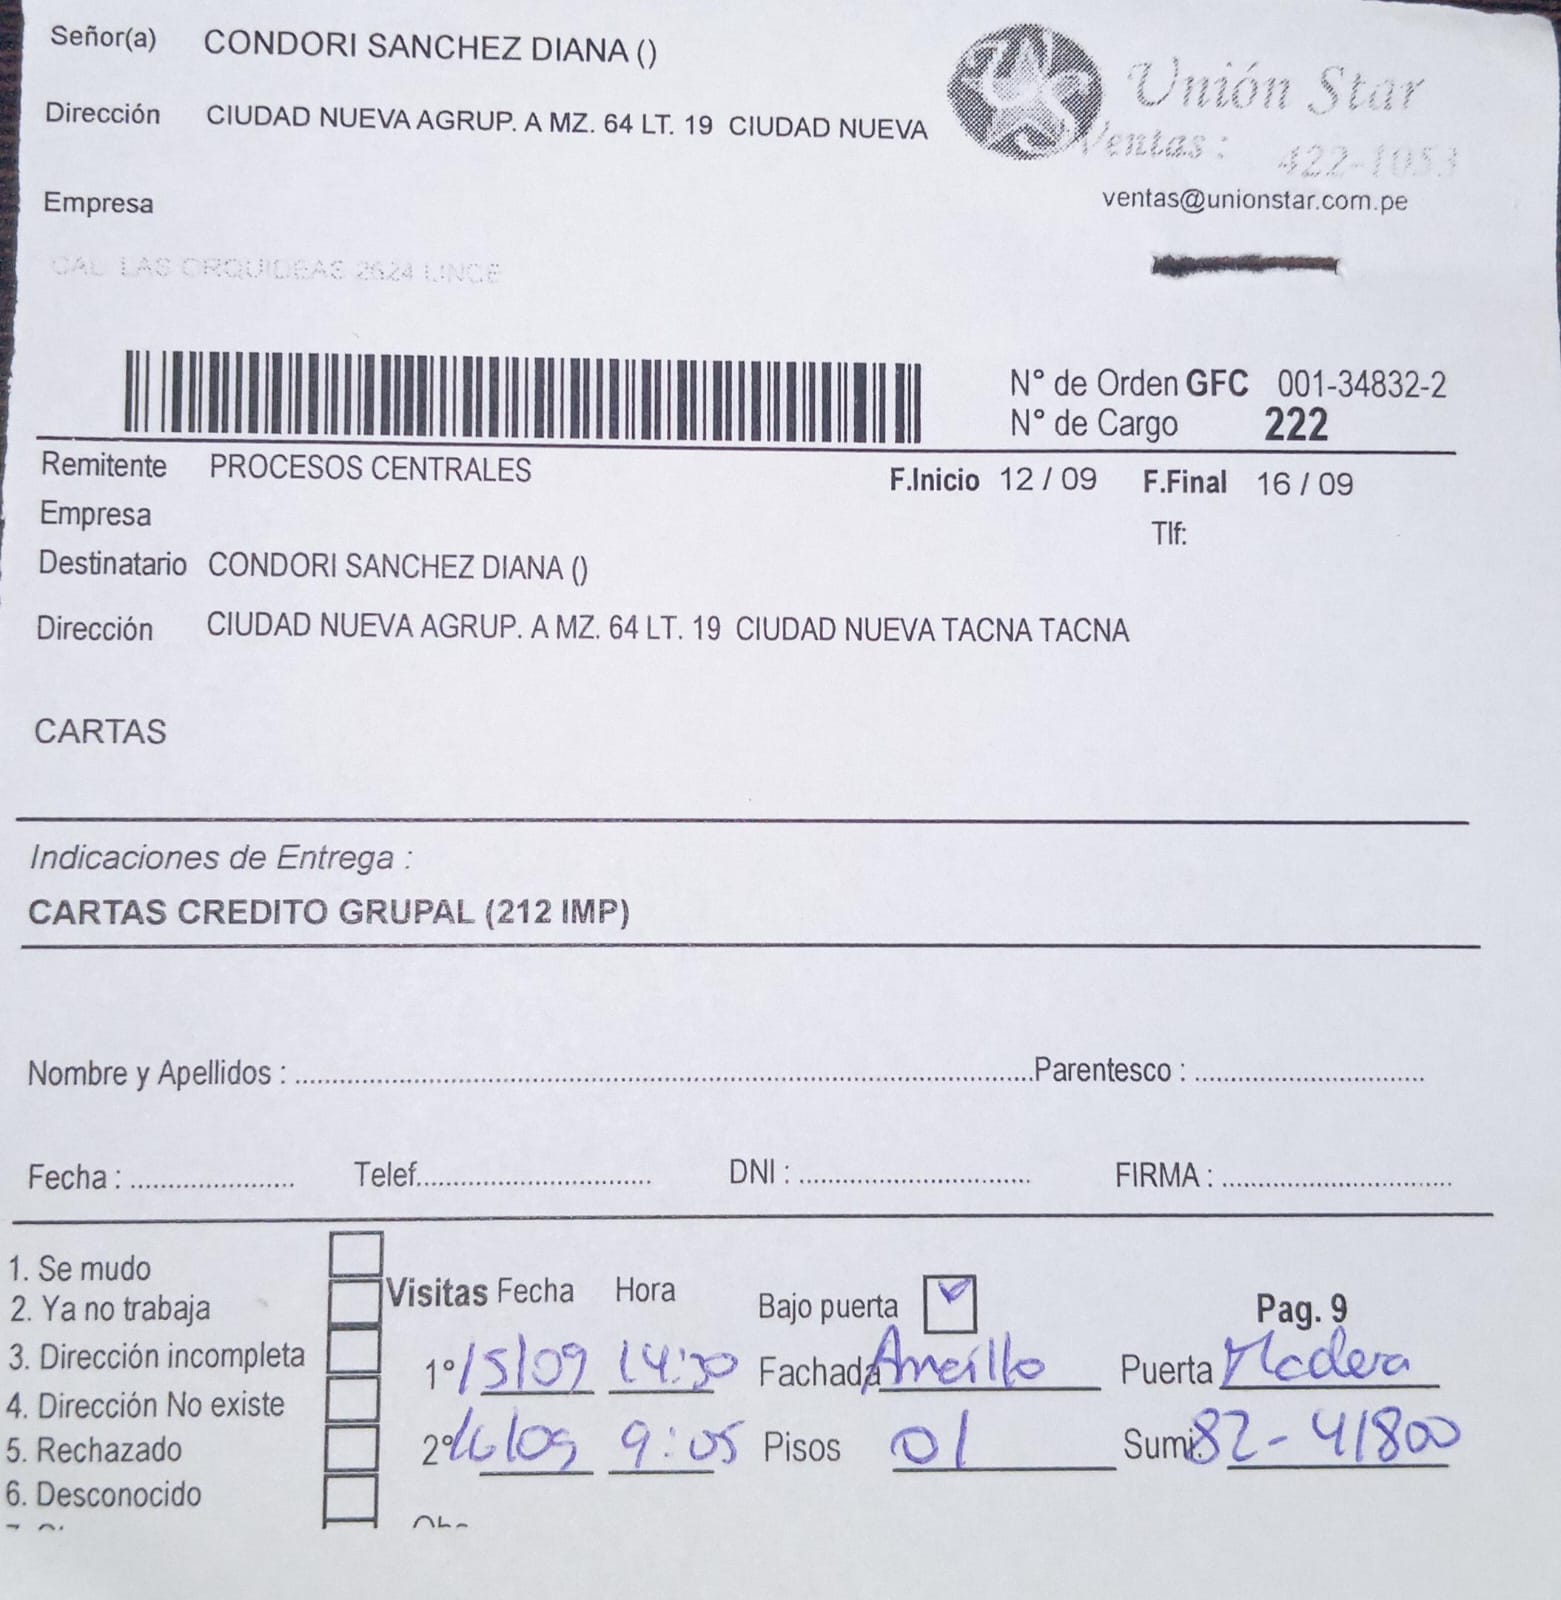 Señor(a) CONDORI SANCHEZ DIANA ()
Dirección CIUDAD NUEVA AGRUP. A MZ. 64 LT. 19 CIUDAD NUEVA
Unión Star
Ventas : 422-1053
ventas@unionstar.com.pe
Empresa
CAL LAS ORQUIDEAS 2624 LINCE
N° de Orden GFC 001-34832-2
N° de Cargo 222
Remitente PROCESOS CENTRALES
F.Inicio 12 / 09 F.Final 16 / 09
Empresa
Tlf:
Destinatario CONDORI SANCHEZ DIANA ()
Dirección CIUDAD NUEVA AGRUP. A MZ. 64 LT. 19 CIUDAD NUEVA TACNA TACNA
CARTAS
Indicaciones de Entrega :
CARTAS CREDITO GRUPAL (212 IMP)
Nombre y Apellidos : Parentesco :
Fecha : Telef. DNI : FIRMA :
1. Se mudo
2. Ya no trabaja
3. Dirección incompleta
4. Dirección No existe
5. Rechazado
6. Desconocido
Visitas Fecha Hora Bajo puerta Pag. 9
1° 15/09 14:30 Fachada Amarillo Puerta Madera
2° 16/09 9:05 Pisos 01 Sumi. 82-41800